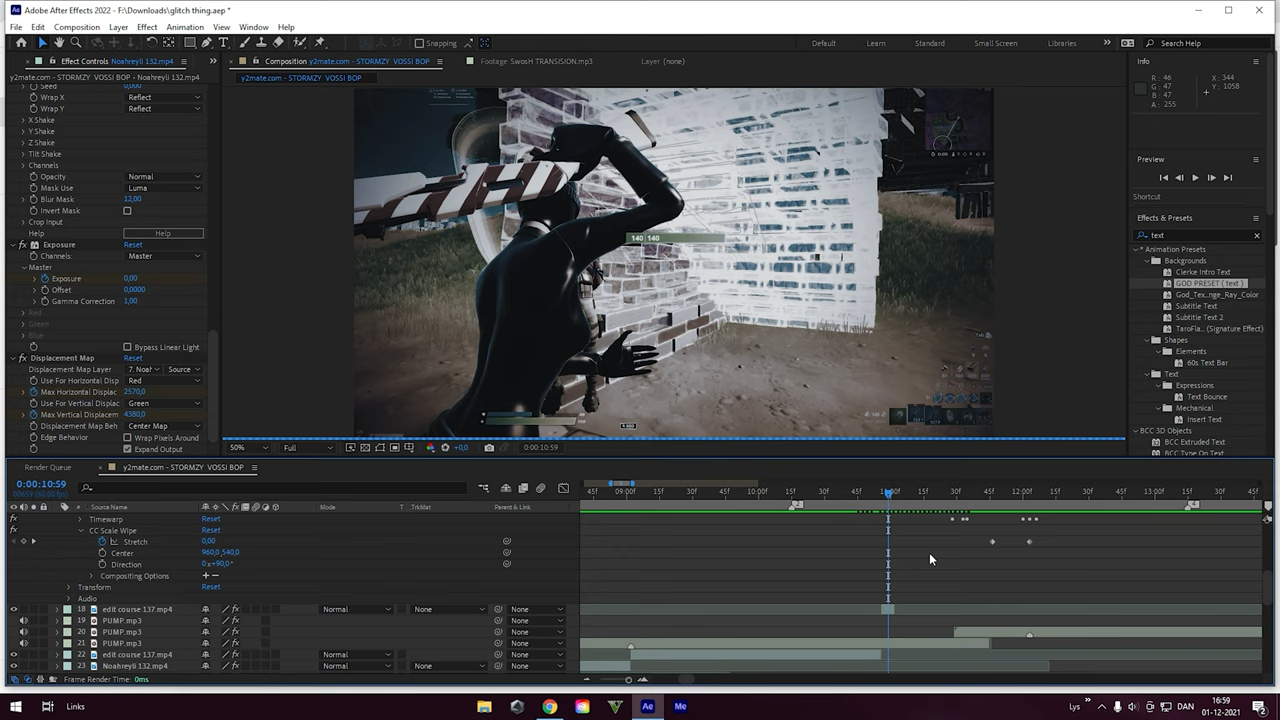 Adobe After Effects 2022 - F:\Downloads\glitch thing.aep *
File Edit Composition Layer Effect Animation View Window Help
Snapping Default Learn Standard Small Screen Libraries Search Help
Effect Controls Noahreyli 132.mp4 Composition y2mate.com - STORMZY VOSSI BOP Footage SwosH TRANSITION.mp3 Layer (none) Info
y2mate.com - STORMZY VOSSI BOP • Noahreyli 132.mp4 y2mate.com - STORMZY VOSSI BOP
R: 46 X: 344
G: 47 Y: 1058
B: 47
A: 255
Seed 0,000
Wrap X Reflect
Wrap Y Reflect
X.Shake
Y.Shake
Z.Shake
Tilt Shake
Channels
Opacity Normal
Mask Use Luma
Blur Mask 12,00
Invert Mask
Crop Input
Help Help
Exposure Reset
Channels: Master
Master
Exposure 0,00
Offset 0,0000
Gamma Correction 1,00
Red
Green
Blue
Bypass Linear Light
Displacement Map Reset
Displacement Map Layer 7. Noal Source
Use For Horizontal Disp Red
Max Horizontal Displac 2570,0
Use For Vertical Displac Green
Max Vertical Displacem 4380,0
Displacement Map Beh Center Map
Edge Behavior Wrap Pixels Around
Expand Output
140 140
Preview
Shortcut
Effects & Presets
text
* Animation Presets
Backgrounds
Clerke Intro Text
GOD PRESET ( text )
God_Tex...nge_Ray_Color
Subtitle Text
Subtitle Text 2
TaroFla... (Signature Effect)
Shapes
Elements
60s Text Bar
Text
Expressions
Text Bounce
Mechanical
Insert Text
BCC 3D Objects
BCC Extruded Text
BCC Type On Text
50% Full +0,0 0:00:10:59
Render Queue y2mate.com - STORMZY VOSSI BOP
0:00:10:59
00659 (60.00 fps)
45f 09:00f 15f 30f 45f 10:00f 15f 30f 45f 11:00f 15f 30f 45f 12:00f 15f 30f 45f
# Layer Name T .TrkMat Parent & Link
2 4
Timewarp Reset
CC Scale Wipe Reset
Stretch 0,00
Center 960,0,540,0
Direction 0x+90,0°
Compositing Options + −
Transform Reset
Audio
18 edit course 137.mp4 Normal None None
19 PUMP.mp3 None
20 PUMP.mp3 None
21 PUMP.mp3 None
22 edit course 137.mp4 Normal None None
23 Noahreyli 132.mp4 Normal None None
Frame Render Time: 0ms
Links Lys DAN 16:59
01-12-2021 2